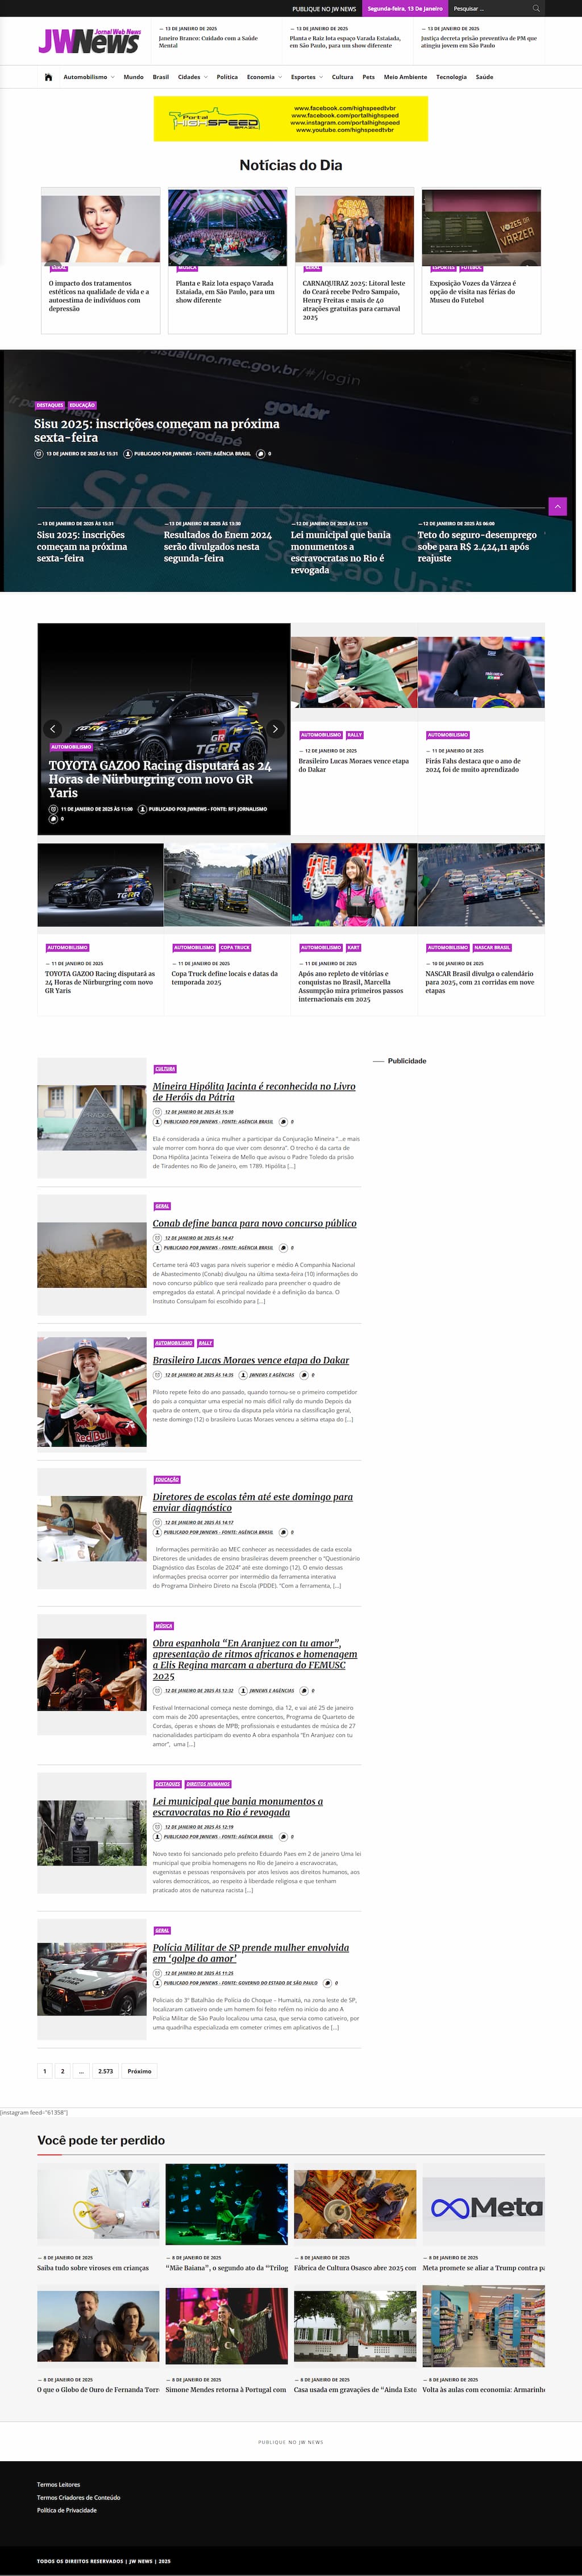 PUBLIQUE NO JW NEWS
Segunda-feira, 13 De Janeiro
Pesquisar ...
Jornal Web News
JWNews
— 13 DE JANEIRO DE 2025
Janeiro Branco: Cuidado com a Saúde
Mental
— 13 DE JANEIRO DE 2025
Planta e Raiz lota espaço Varada Estaiada,
em São Paulo, para um show diferente
— 13 DE JANEIRO DE 2025
Justiça decreta prisão preventiva de PM que
atingiu jovem em São Paulo
Automobilismo
Mundo
Brasil
Cidades
Politica
Economia
Esportes
Cultura
Pets
Meio Ambiente
Tecnologia
Saúde
Portal
HIGHSPEED
BRASIL
www.facebook.com/highspeedtvbr
www.facebook.com/portalhighspeed
www.instagram.com/portalhighspeed
www.youtube.com/highspeedtvbr
Notícias do Dia
GERAL
O impacto dos tratamentos
estéticos na qualidade de vida e a
autoestima de indivíduos com
depressão
MÚSICA
Planta e Raiz lota espaço Varada
Estaiada, em São Paulo, para um
show diferente
GERAL
CARNAQUIRAZ 2025: Litoral leste
do Ceará recebe Pedro Sampaio,
Henry Freitas e mais de 40
atrações gratuitas para carnaval
2025
VOZES DA
VÁRZEA
ESPORTES
FUTEBOL
Exposição Vozes da Várzea é
opção de visita nas férias do
Museu do Futebol
sisualuno.mec.gov.br/#/login
govbr
DESTAQUES
EDUCAÇÃO
Sisu 2025: inscrições começam na próxima
sexta-feira
13 DE JANEIRO DE 2025 ÀS 15:31
PUBLICADO POR JWNEWS - FONTE: AGÊNCIA BRASIL
0
— 13 DE JANEIRO DE 2025 ÀS 15:31
Sisu 2025: inscrições
começam na próxima
sexta-feira
— 13 DE JANEIRO DE 2025 ÀS 13:30
Resultados do Enem 2024
serão divulgados nesta
segunda-feira
— 12 DE JANEIRO DE 2025 ÀS 12:19
Lei municipal que bania
monumentos a
escravocratas no Rio é
revogada
— 12 DE JANEIRO DE 2025 ÀS 06:00
Teto do seguro-desemprego
sobe para R$ 2.424,11 após
reajuste
AUTOMOBILISMO
TOYOTA GAZOO Racing disputará as 24
Horas de Nürburgring com novo GR
Yaris
11 DE JANEIRO DE 2025 ÀS 11:09
PUBLICADO POR JWNEWS - FONTE: RF1 JORNALISMO
0
AUTOMOBILISMO
RALLY
— 12 DE JANEIRO DE 2025
Brasileiro Lucas Moraes vence etapa
do Dakar
AUTOMOBILISMO
— 11 DE JANEIRO DE 2025
Firás Fahs destaca que o ano de
2024 foi de muito aprendizado
AUTOMOBILISMO
— 11 DE JANEIRO DE 2025
TOYOTA GAZOO Racing disputará as
24 Horas de Nürburgring com novo
GR Yaris
AUTOMOBILISMO
COPA TRUCK
— 11 DE JANEIRO DE 2025
Copa Truck define locais e datas da
temporada 2025
AUTOMOBILISMO
KART
— 11 DE JANEIRO DE 2025
Após ano repleto de vitórias e
conquistas no Brasil, Marcella
Assumpção mira primeiros passos
internacionais em 2025
AUTOMOBILISMO
NASCAR BRASIL
— 10 DE JANEIRO DE 2025
NASCAR Brasil divulga o calendário
para 2025, com 21 corridas em nove
etapas
CULTURA
Mineira Hipólita Jacinta é reconhecida no Livro
de Heróis da Pátria
12 DE JANEIRO DE 2025 ÀS 15:38
PUBLICADO POR JWNEWS - FONTE: AGÊNCIA BRASIL
0
Ela é considerada a única mulher a participar da Conjuração Mineira “...e mais
vale morrer com honra do que viver com desonra”. O trecho é da carta de
Dona Hipólita Jacinta Teixeira de Mello que avisou o Padre Toledo da prisão
de Tiradentes no Rio de Janeiro, em 1789. Hipólita [...]
Publicidade
GERAL
Conab define banca para novo concurso público
12 DE JANEIRO DE 2025 ÀS 14:47
PUBLICADO POR JWNEWS - FONTE: AGÊNCIA BRASIL
0
Certame terá 403 vagas para níveis superior e médio A Companhia Nacional
de Abastecimento (Conab) divulgou na última sexta-feira (10) informações do
novo concurso público que será realizado para preencher o quadro de
empregados da estatal. A principal novidade é a definição da banca. O
Instituto Consulpam foi escolhido para [...]
AUTOMOBILISMO
RALLY
Brasileiro Lucas Moraes vence etapa do Dakar
12 DE JANEIRO DE 2025 ÀS 14:35
JWNEWS E AGÊNCIAS
0
Piloto repete feito do ano passado, quando tornou-se o primeiro competidor
do país a conquistar uma especial no mais difícil rally do mundo Depois da
quebra de ontem, que o tirou da disputa pela vitória na classificação geral,
neste domingo (12) o brasileiro Lucas Moraes venceu a sétima etapa do [...]
EDUCAÇÃO
Diretores de escolas têm até este domingo para
enviar diagnóstico
12 DE JANEIRO DE 2025 ÀS 14:17
PUBLICADO POR JWNEWS - FONTE: AGÊNCIA BRASIL
0
Informações permitirão ao MEC conhecer as necessidades de cada escola
Diretores de unidades de ensino brasileiras devem preencher o “Questionário
Diagnóstico das Escolas de 2024” até este domingo (12). O envio dessas
informações precisa ocorrer por intermédio da ferramenta interativa
do Programa Dinheiro Direto na Escola (PDDE). “Com a ferramenta, [...]
MÚSICA
Obra espanhola “En Aranjuez con tu amor”,
apresentação de ritmos africanos e homenagem
a Elis Regina marcam a abertura do FEMUSC
2025
12 DE JANEIRO DE 2025 ÀS 12:32
JWNEWS E AGÊNCIAS
0
Festival Internacional começa neste domingo, dia 12, e vai até 25 de janeiro
com mais de 200 apresentações, entre concertos, Programa de Quarteto de
Cordas, óperas e shows de MPB; profissionais e estudantes de música de 27
nacionalidades participam do evento A obra espanhola “En Aranjuez con tu
amor”, uma [...]
DESTAQUES
DIREITOS HUMANOS
Lei municipal que bania monumentos a
escravocratas no Rio é revogada
12 DE JANEIRO DE 2025 ÀS 12:19
PUBLICADO POR JWNEWS - FONTE: AGÊNCIA BRASIL
0
Novo texto foi sancionado pelo prefeito Eduardo Paes em 2 de janeiro Uma lei
municipal que proibia homenagens no Rio de Janeiro a escravocratas,
eugenistas e pessoas responsáveis por atos lesivos aos direitos humanos, aos
valores democráticos, ao respeito à liberdade religiosa e que tenham
praticado atos de natureza racista [...]
GERAL
Polícia Militar de SP prende mulher envolvida
em ‘golpe do amor’
12 DE JANEIRO DE 2025 ÀS 11:25
PUBLICADO POR JWNEWS - FONTE: GOVERNO DO ESTADO DE SÃO PAULO
0
Policiais do 3º Batalhão de Polícia do Choque – Humaitá, na zona leste de SP,
localizaram cativeiro onde um homem foi feito refém no início do ano A
Polícia Militar de São Paulo localizou uma casa, que servia como cativeiro, por
uma quadrilha especializada em cometer crimes em aplicativos de [...]
1
2
...
2.573
Próximo
[instagram feed="61358"]
Você pode ter perdido
— 8 DE JANEIRO DE 2025
Saiba tudo sobre viroses em crianças
— 8 DE JANEIRO DE 2025
“Mãe Baiana”, o segundo ato da “Trilog
— 8 DE JANEIRO DE 2025
Fábrica de Cultura Osasco abre 2025 com
Meta
— 8 DE JANEIRO DE 2025
Meta promete se aliar a Trump contra pa
— 8 DE JANEIRO DE 2025
O que o Globo de Ouro de Fernanda Torre
— 8 DE JANEIRO DE 2025
Simone Mendes retorna à Portugal com
— 8 DE JANEIRO DE 2025
Casa usada em gravações de “Ainda Esto
— 8 DE JANEIRO DE 2025
Volta às aulas com economia: Armarinho
PUBLIQUE NO JW NEWS
Termos Leitores
Termos Criadores de Conteúdo
Política de Privacidade
TODOS OS DIREITOS RESERVADOS | JW NEWS | 2025